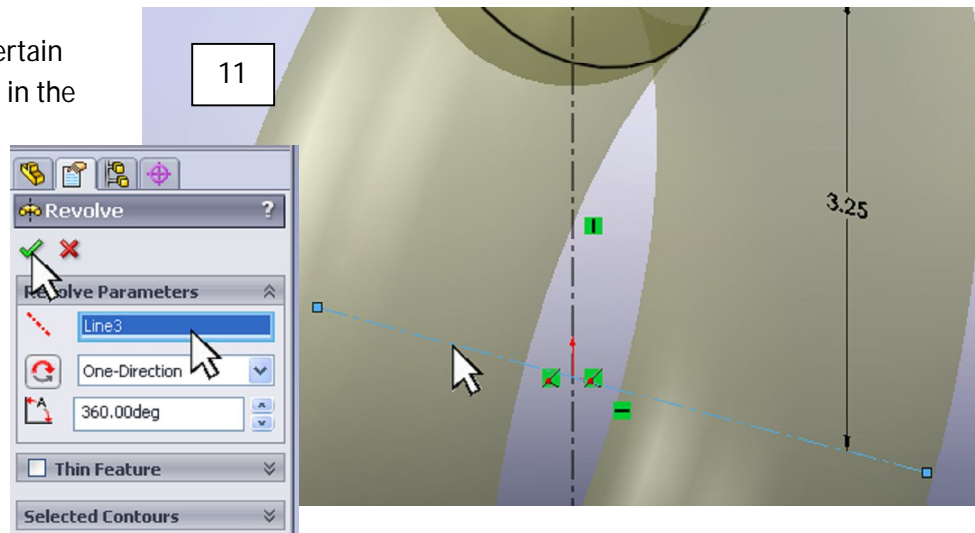 ertain
in the
11
3.25
Revolve ?
Revolve Parameters
Line3
One-Direction
360.00deg
Thin Feature
Selected Contours